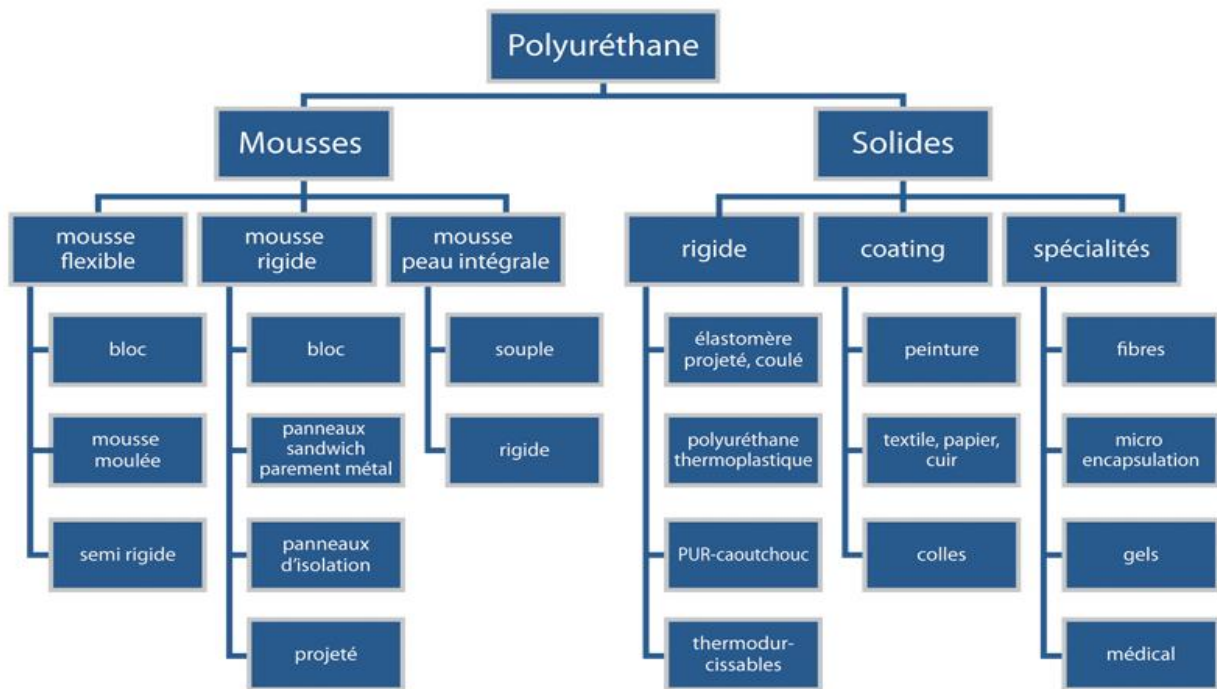 Polyuréthane
Mousses
Solides
mousse
flexible
mousse
rigide
mousse
peau intégrale
rigide
coating
spécialités
bloc
bloc
souple
élastomère
projeté, coulé
peinture
fibres
mousse
moulée
panneaux
sandwich
parement métal
rigide
polyuréthane
thermoplastique
textile, papier,
cuir
micro
encapsulation
semi rigide
panneaux
d'isolation
PUR-caoutchouc
colles
gels
projeté
thermodur-
cissables
médical